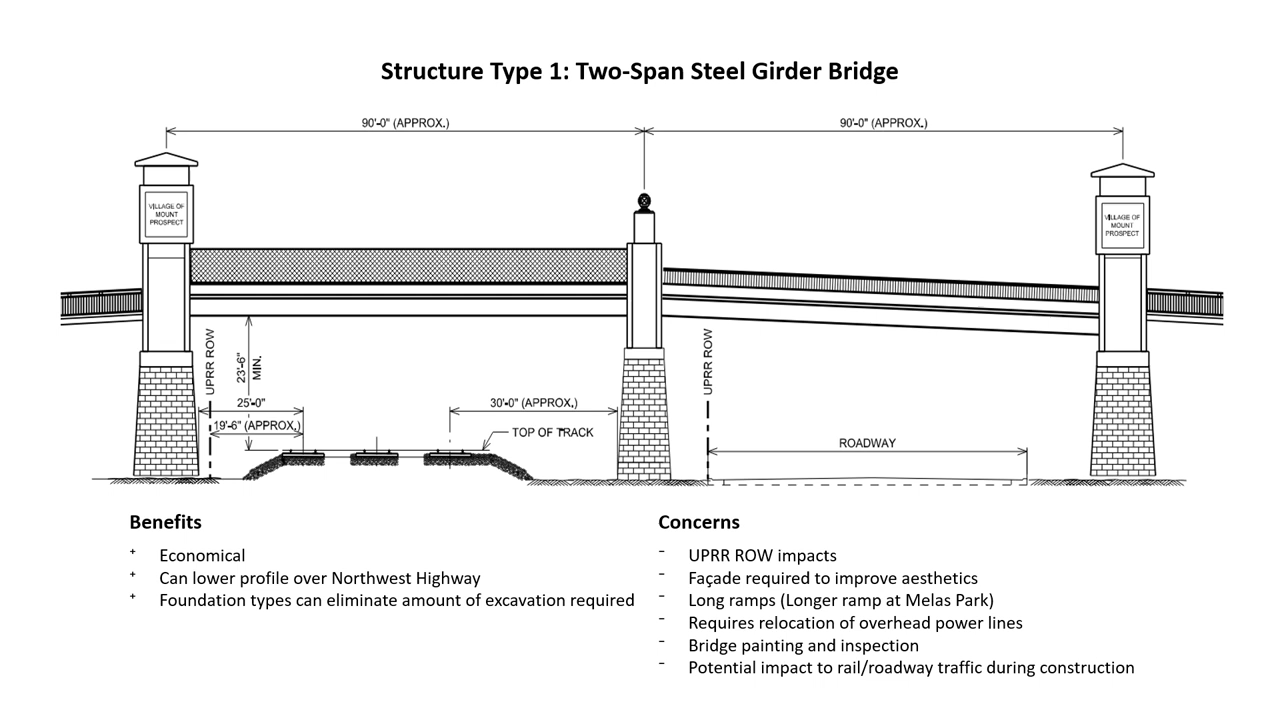 Structure Type 1: Two-Span Steel Girder Bridge
90'-0" (APPROX.)
90'-0" (APPROX.)
VILLAGE OF
MOUNT
PROSPECT
VILLAGE OF
MOUNT
PROSPECT
UPRR ROW
23'-6"
MIN.
UPRR ROW
25'-0"
30'-0" (APPROX.)
19'-6" (APPROX.)
TOP OF TRACK
ROADWAY
Benefits
+ Economical
+ Can lower profile over Northwest Highway
+ Foundation types can eliminate amount of excavation required
Concerns
- UPRR ROW impacts
- Façade required to improve aesthetics
- Long ramps (Longer ramp at Melas Park)
- Requires relocation of overhead power lines
- Bridge painting and inspection
- Potential impact to rail/roadway traffic during construction